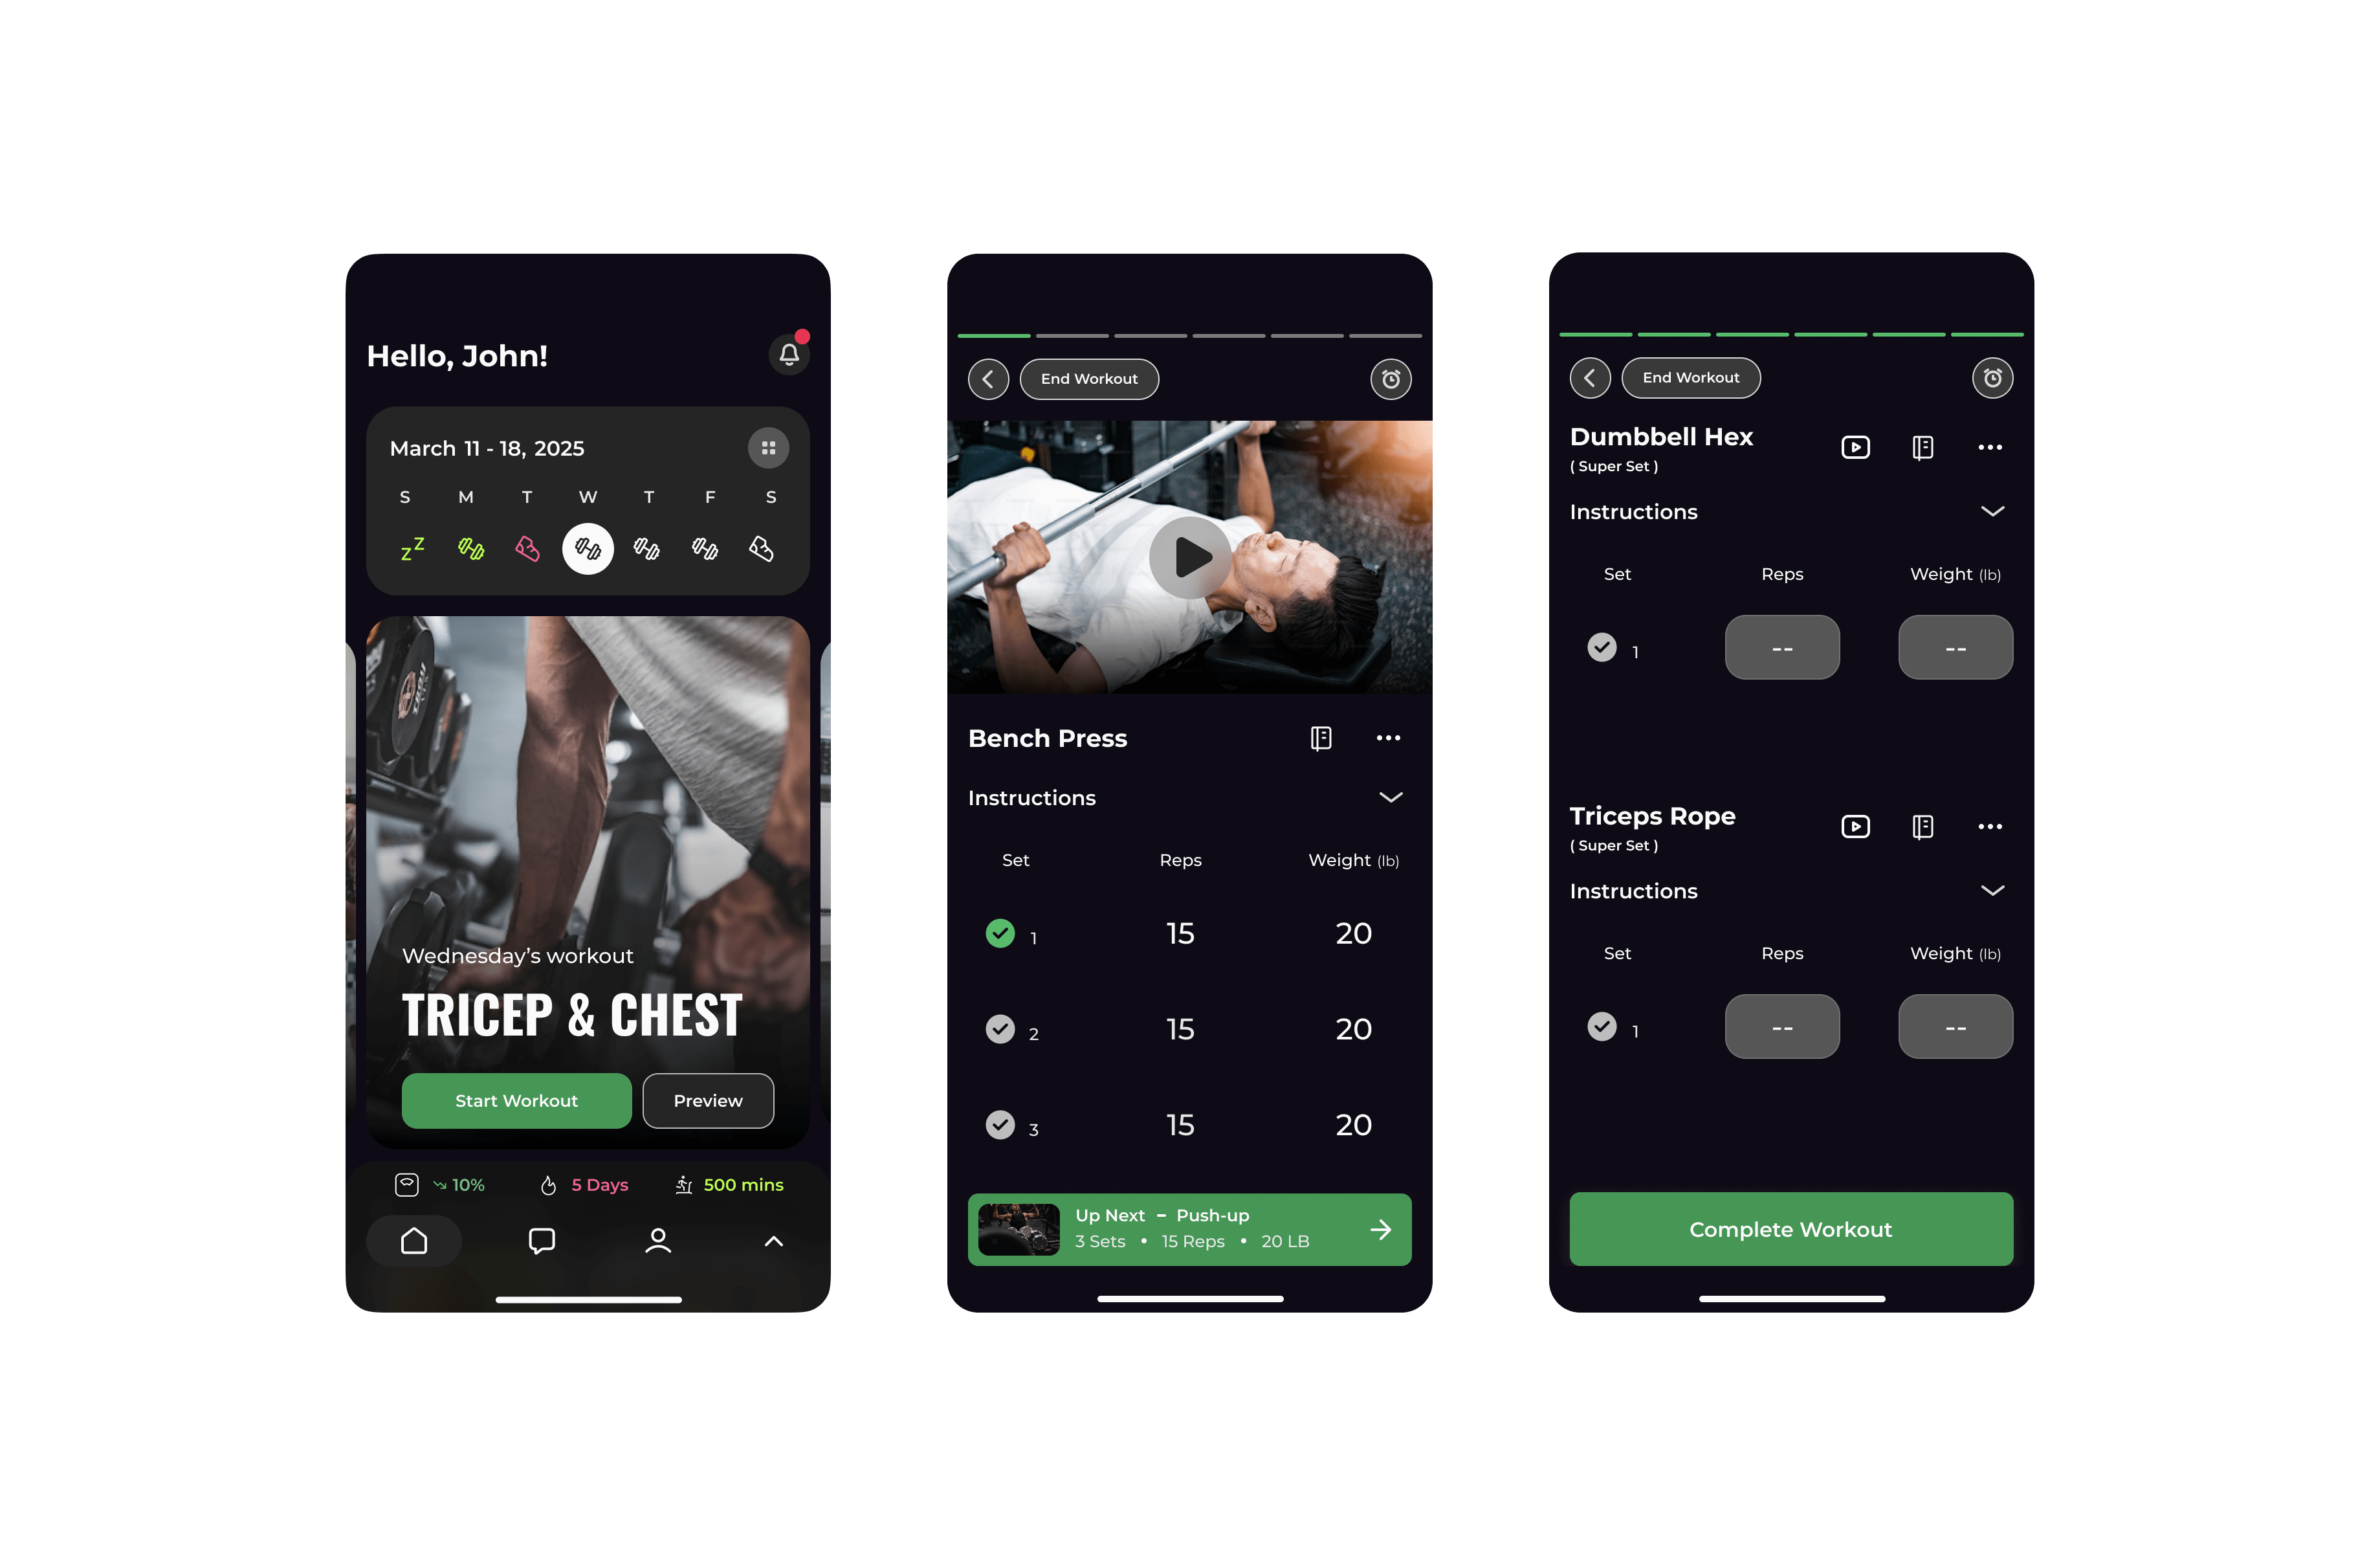 Hello, John!
March 11 - 18, 2025
S M T W T F S
Wednesday’s workout
TRICEP & CHEST
Start Workout Preview
10% 5 Days 500 mins
End Workout
Bench Press
Instructions
Set Reps Weight (lb)
1 15 20
2 15 20
3 15 20
Up Next – Push-up
3 Sets • 15 Reps • 20 LB
End Workout
Dumbbell Hex
( Super Set )
Instructions
Set Reps Weight (lb)
1 -- --
Triceps Rope
( Super Set )
Instructions
Set Reps Weight (lb)
1 -- --
Complete Workout